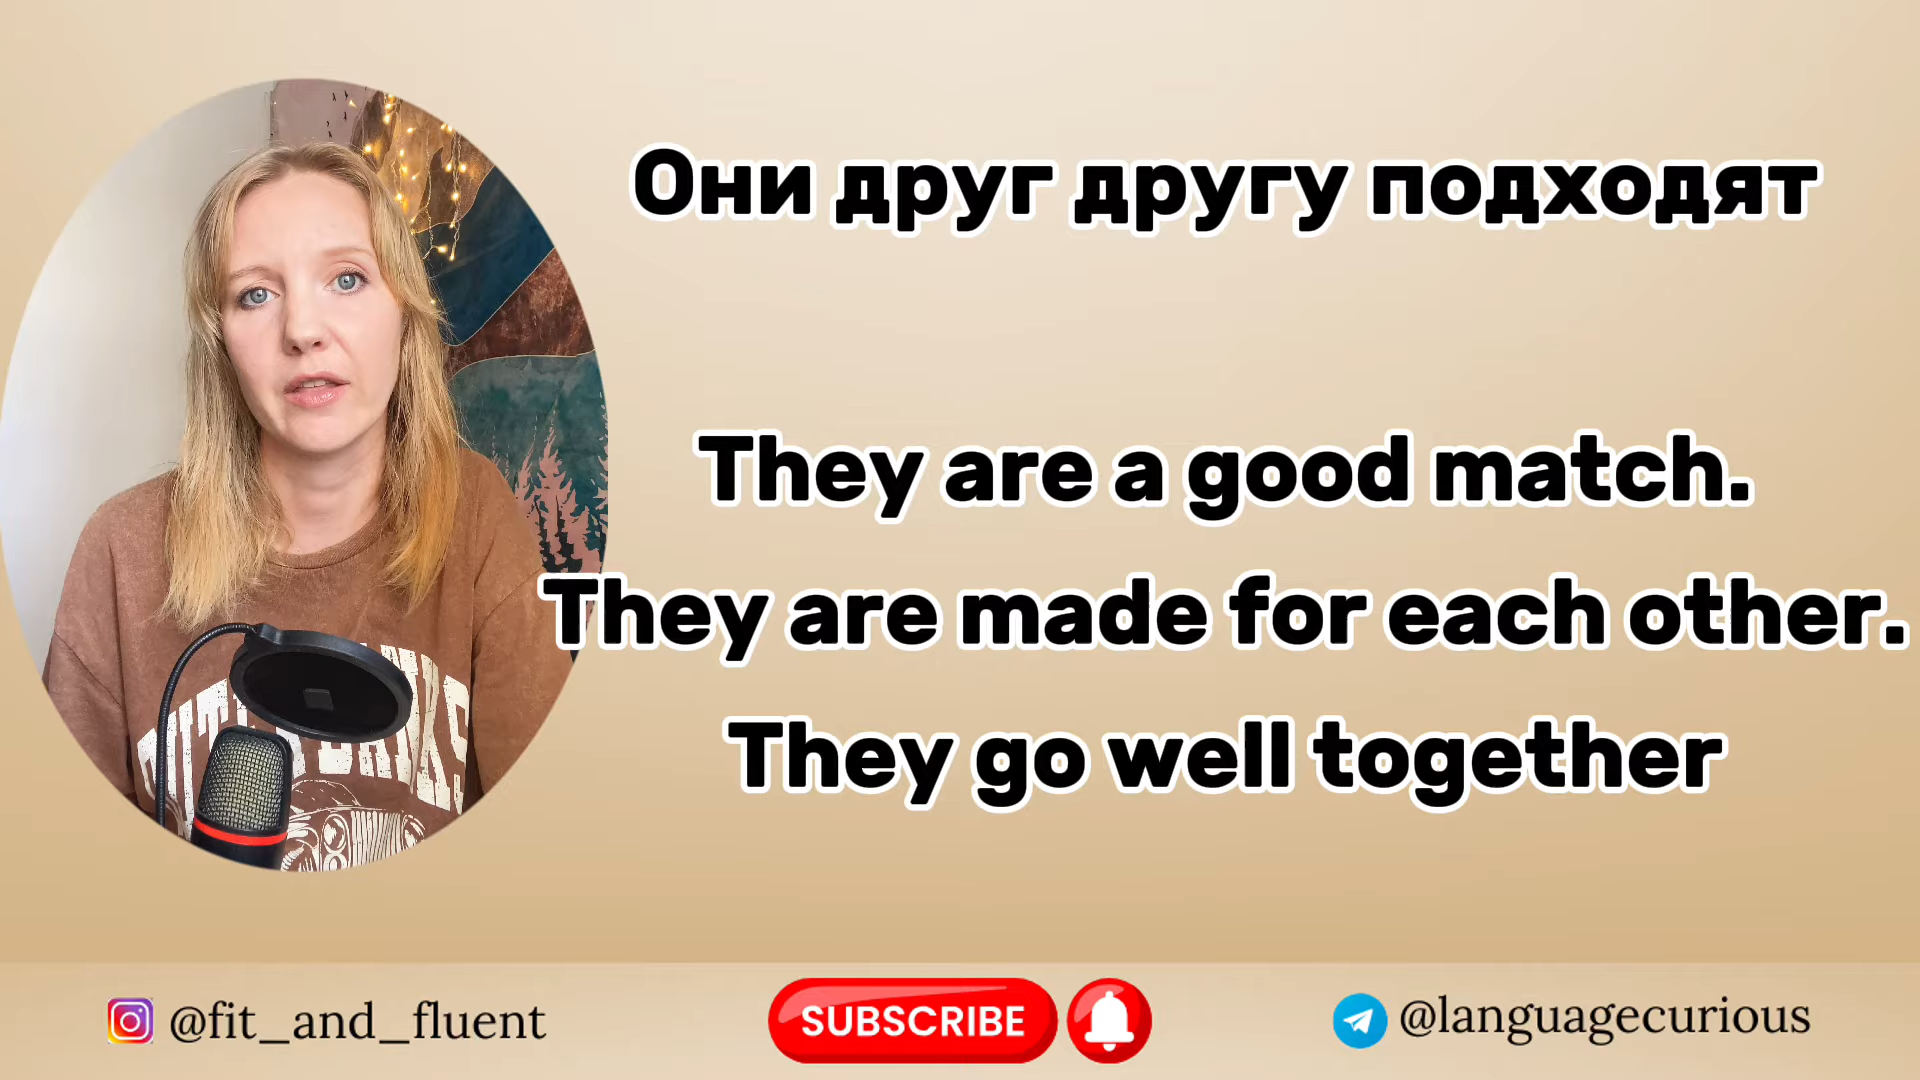 Они друг другу подходят
They are a good match.
They are made for each other.
They go well together
@fit_and_fluent
SUBSCRIBE
@languagecurious